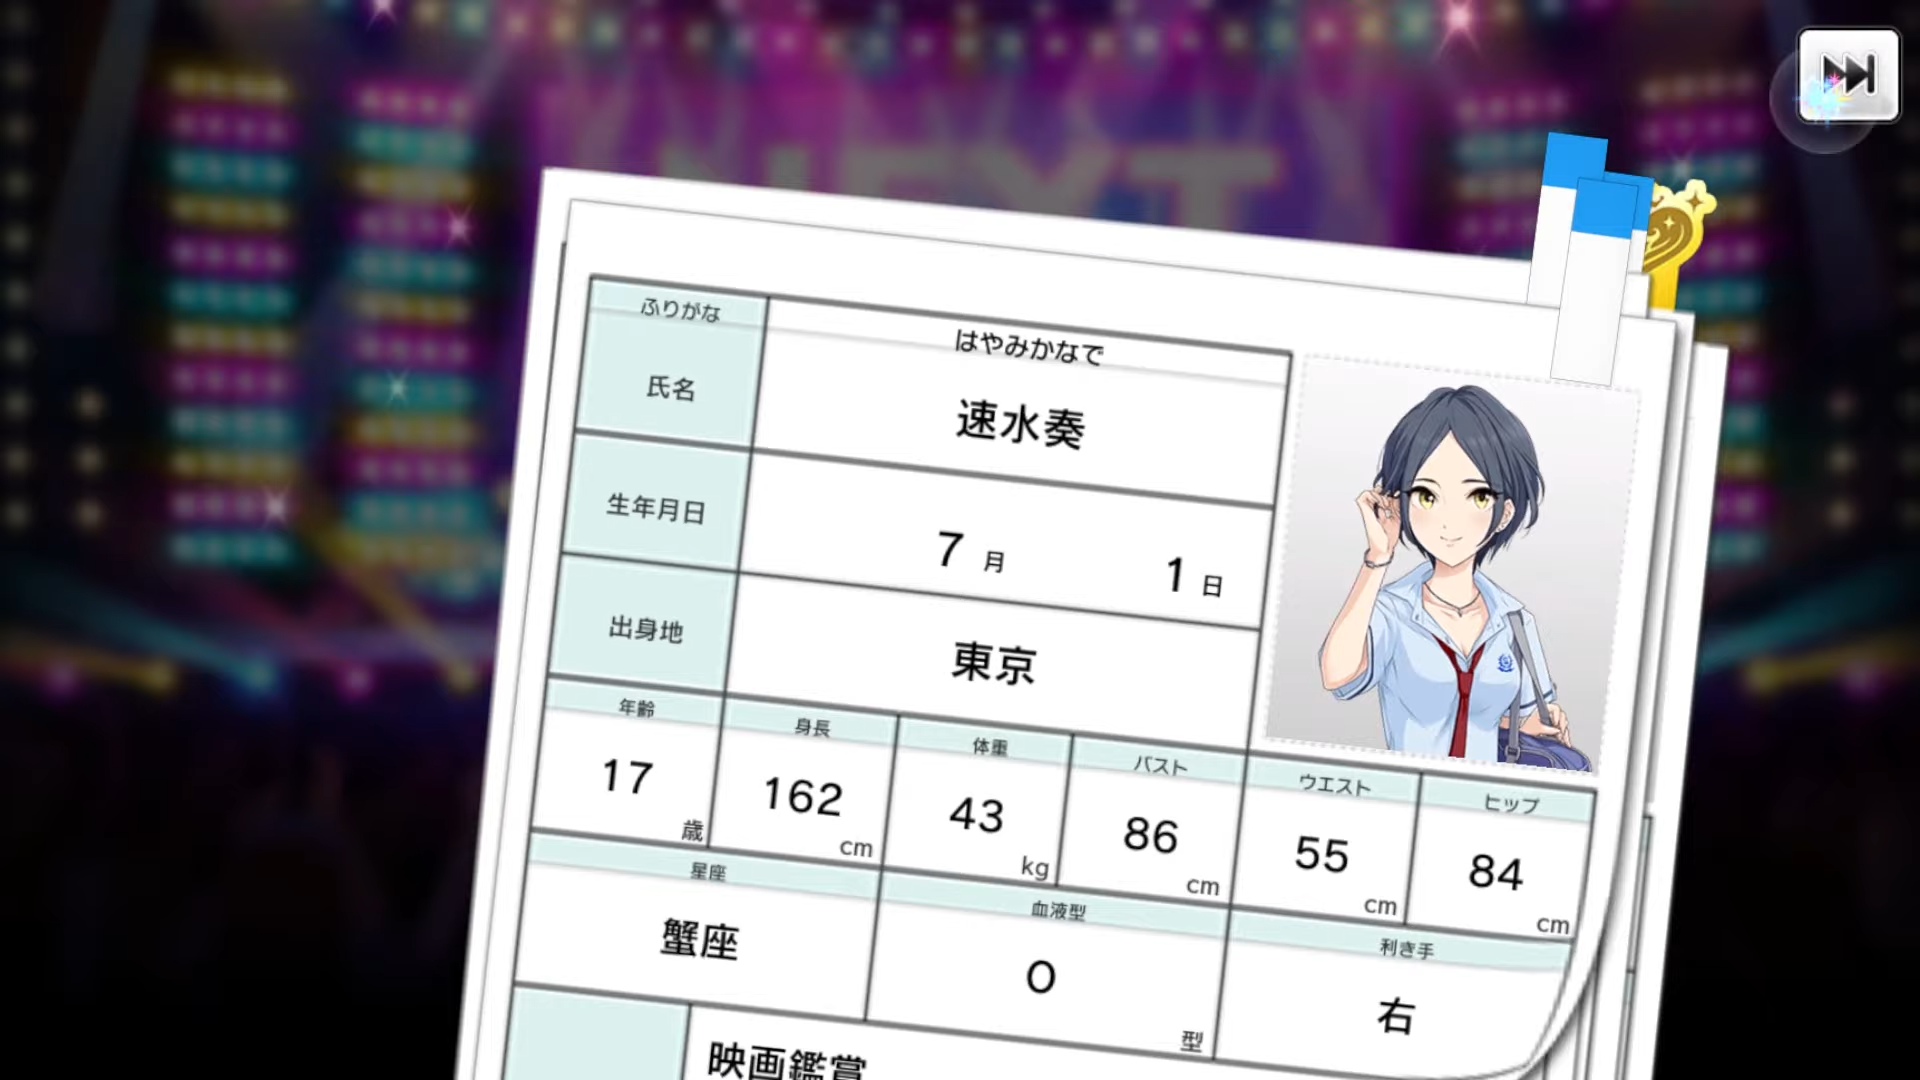 NEXT
ふりがな
はやみかなで
氏名
速水奏
生年月日
7 月 1 日
出身地
東京
年齢 身長 体重 バスト ウエスト ヒップ
17 歳 162 cm 43 kg 86 cm 55 cm 84 cm
星座 血液型 利き手
蟹座 O 型 右
映画鑑賞